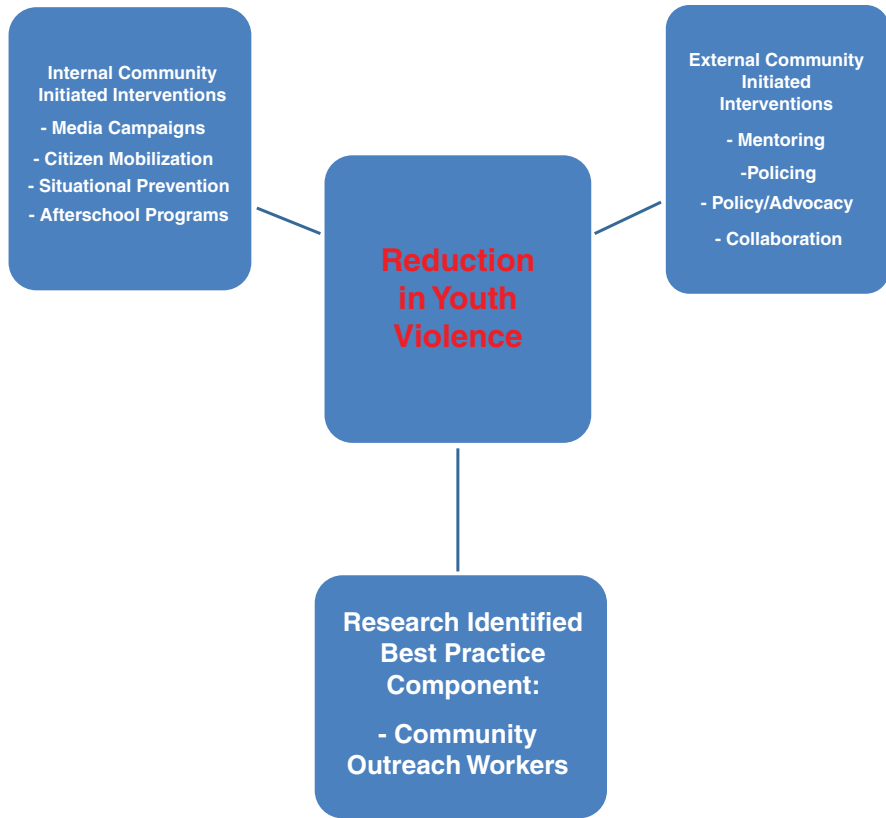 Internal Community
Initiated Interventions
- Media Campaigns
- Citizen Mobilization
- Situational Prevention
- Afterschool Programs
External Community
Initiated
Interventions
- Mentoring
-Policing
- Policy/Advocacy
- Collaboration
Reduction
in Youth
Violence
Research Identified
Best Practice
Component:
- Community
Outreach Workers